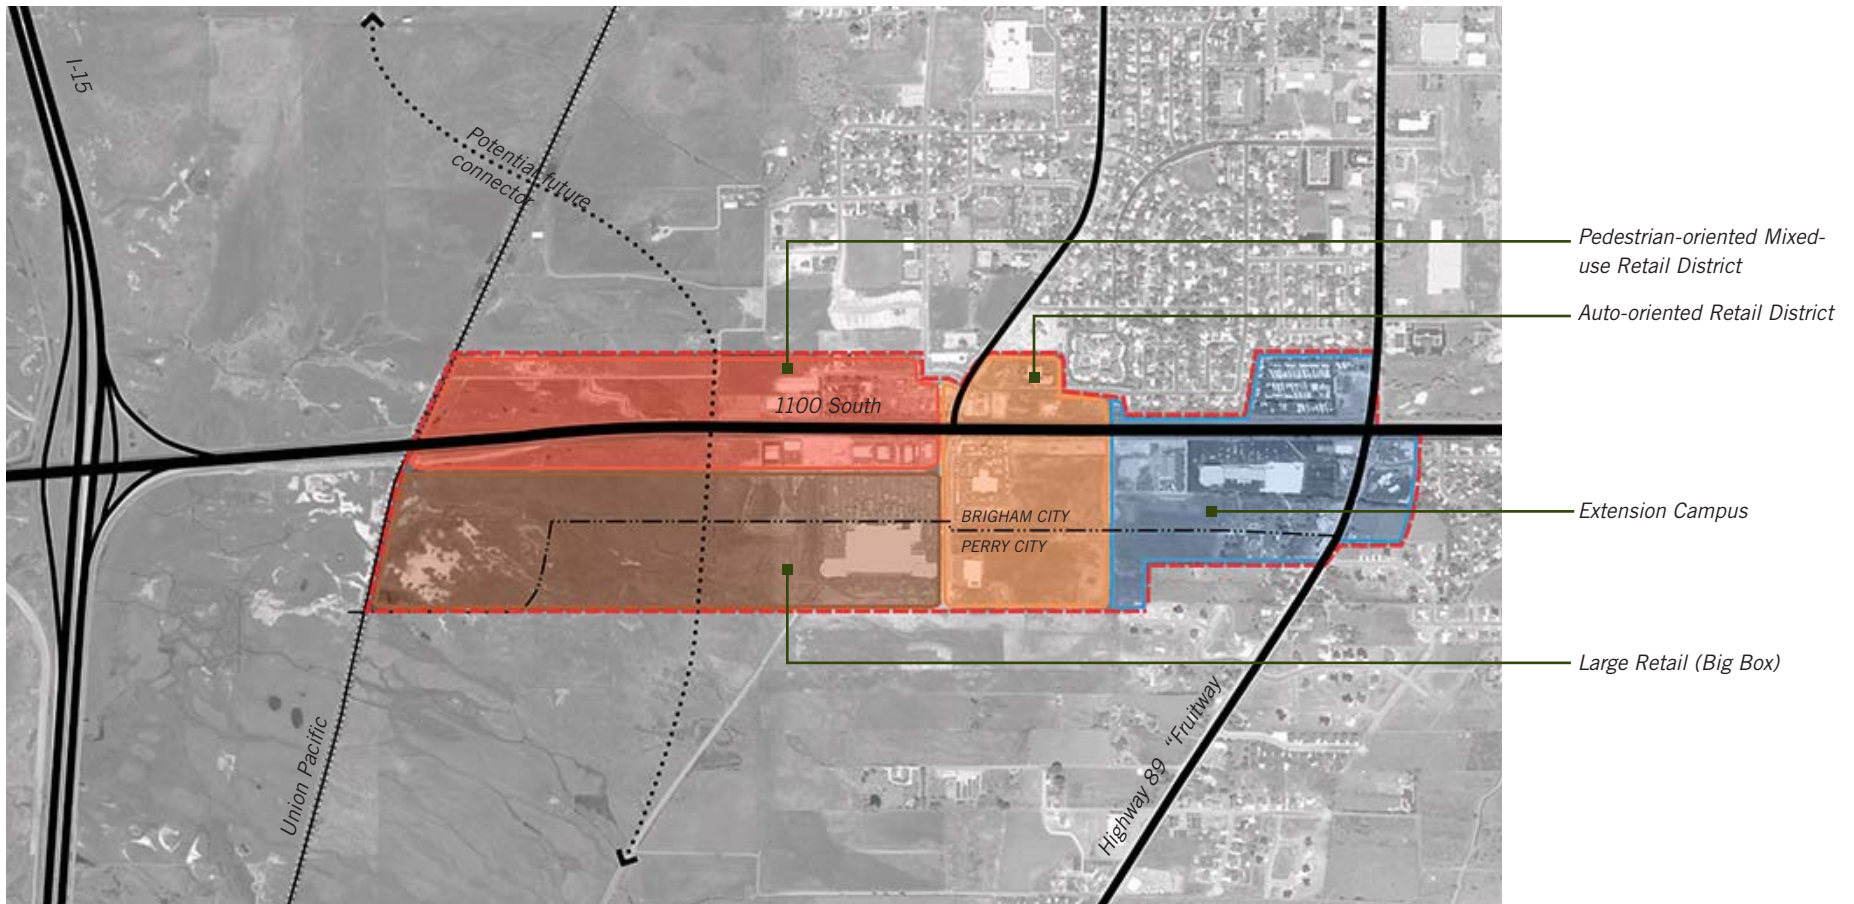 I-15
Potential future
connector
Pedestrian-oriented Mixed-
use Retail District
Auto-oriented Retail District
1100 South
BRIGHAM CITY
PERRY CITY
Extension Campus
Large Retail (Big Box)
Union Pacific
Highway 89 “Fruitway